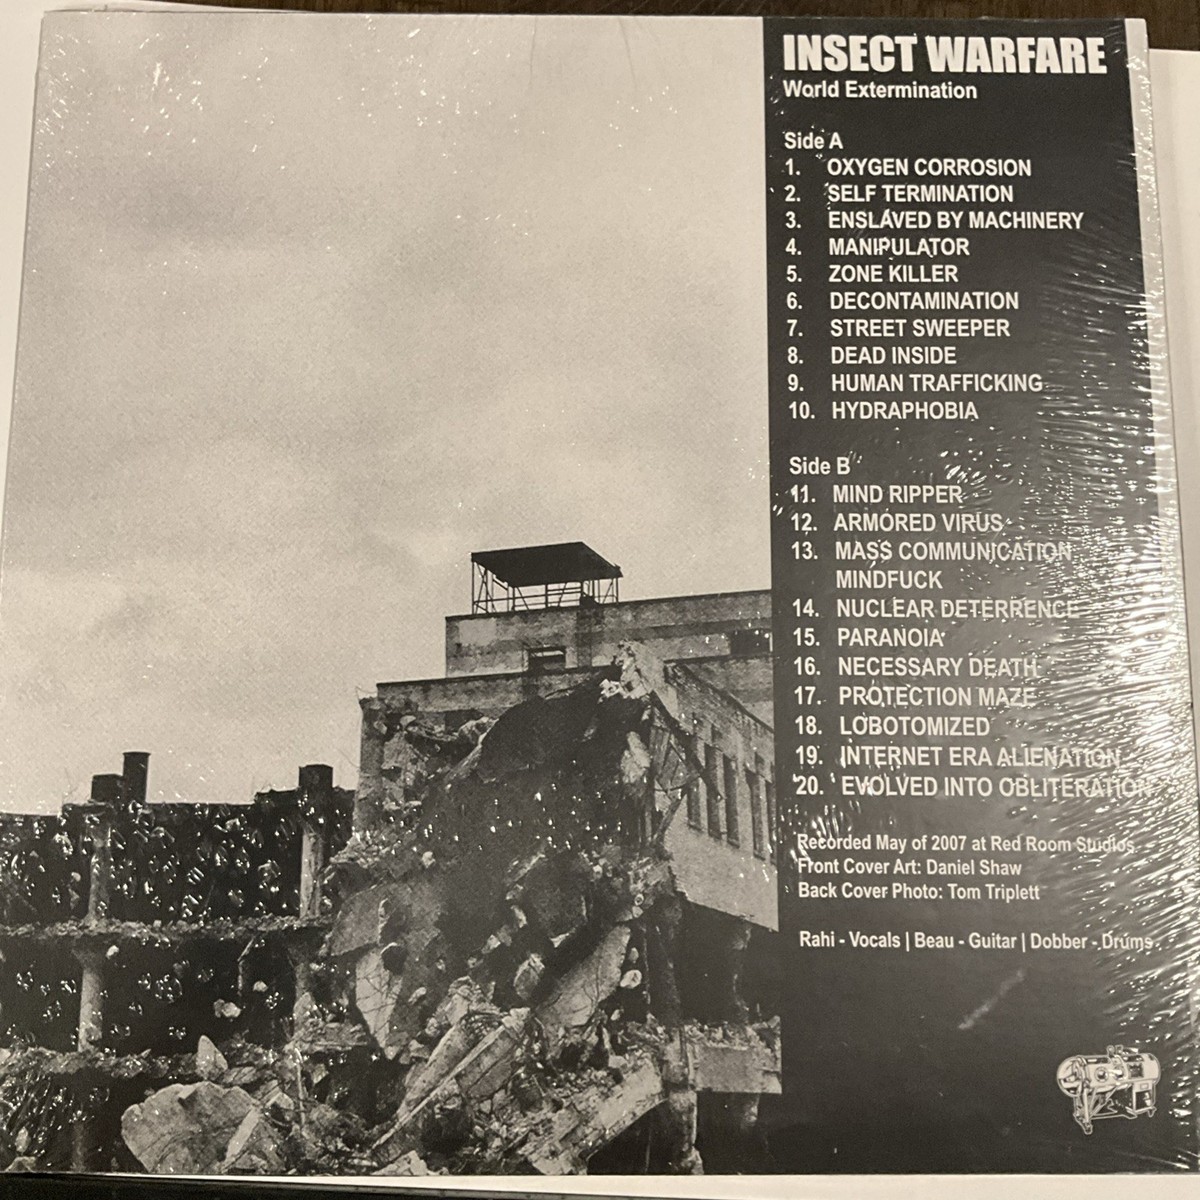 INSECT WARFARE
World Extermination
Side A
1. OXYGEN CORROSION
2. SELF TERMINATION
3. ENSLAVED BY MACHINERY
4. MANIPULATOR
5. ZONE KILLER
6. DECONTAMINATION
7. STREET SWEEPER
8. DEAD INSIDE
9. HUMAN TRAFFICKING
10. HYDRAPHOBIA
Side B
11. MIND RIPPER
12. ARMORED VIRUS
13. MASS COMMUNICATION
MINDFUCK
14. NUCLEAR DETERRENCE
15. PARANOIA
16. NECESSARY DEATH
17. PROTECTION MAZE
18. LOBOTOMIZED
19. INTERNET ERA ALIENATION
20. EVOLVED INTO OBLITERATION
Recorded May of 2007 at Red Room Studios
Front Cover Art: Daniel Shaw
Back Cover Photo: Tom Triplett
Rahi - Vocals | Beau - Guitar | Dobber - Drums